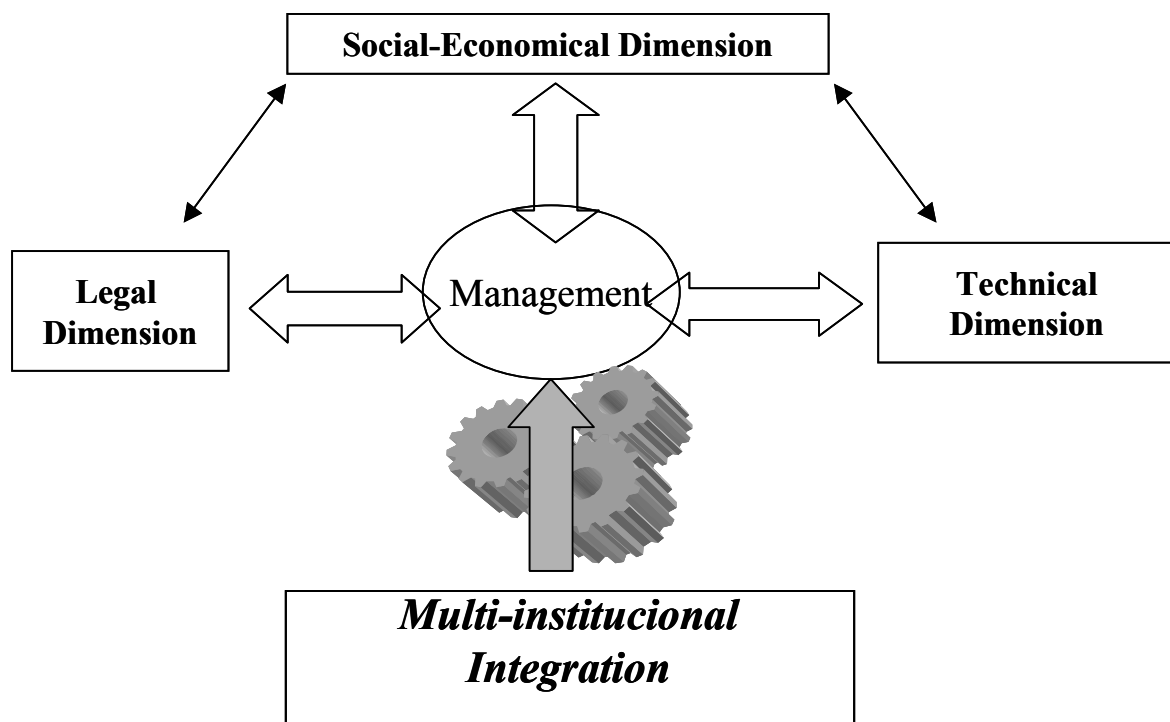 Social-Economical Dimension
Legal
Dimension
Management
Technical
Dimension
Multi-institucional
Integration